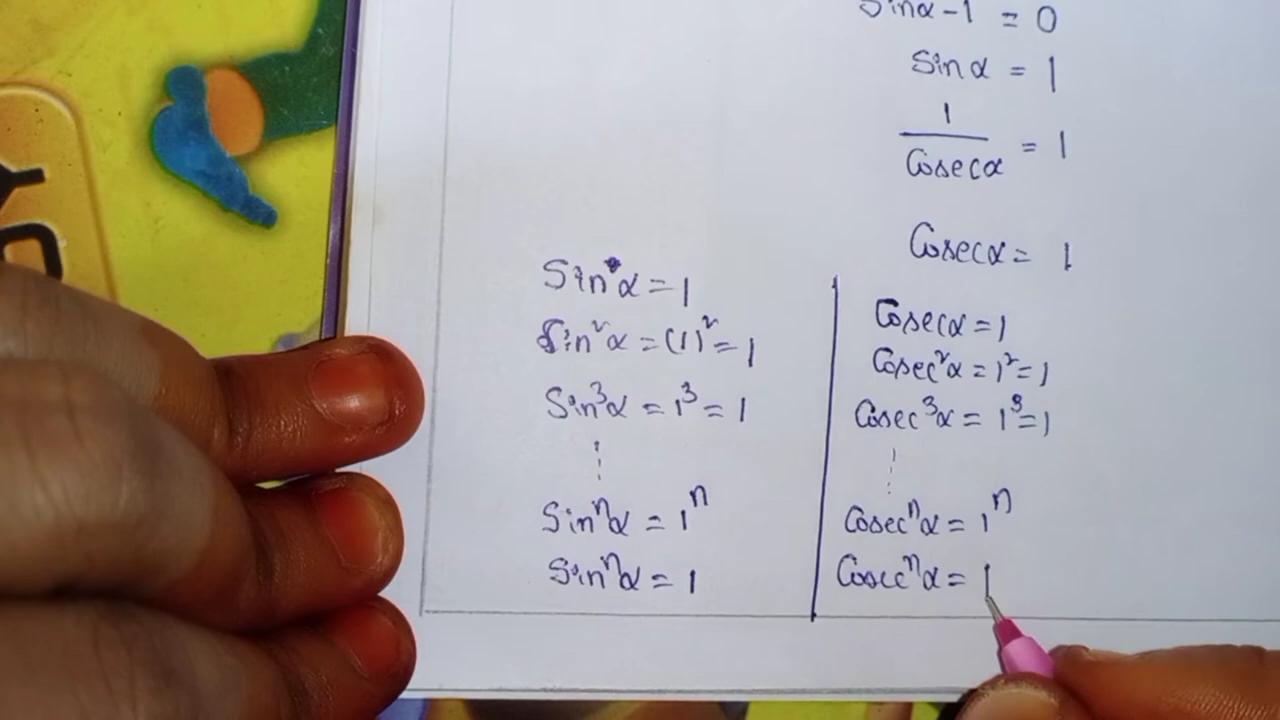 Sinα - 1 = 0
Sinα = 1
1/Cosecα = 1
Cosecα = 1
Sinα = 1
Sin²α = (1)² = 1
Sin³α = 1³ = 1
Sinⁿα = 1ⁿ
Sinⁿα = 1
Cosecα = 1
Cosec²α = 1² = 1
Cosec³α = 1³ = 1
Cosecⁿα = 1ⁿ
Cosecⁿα = 1